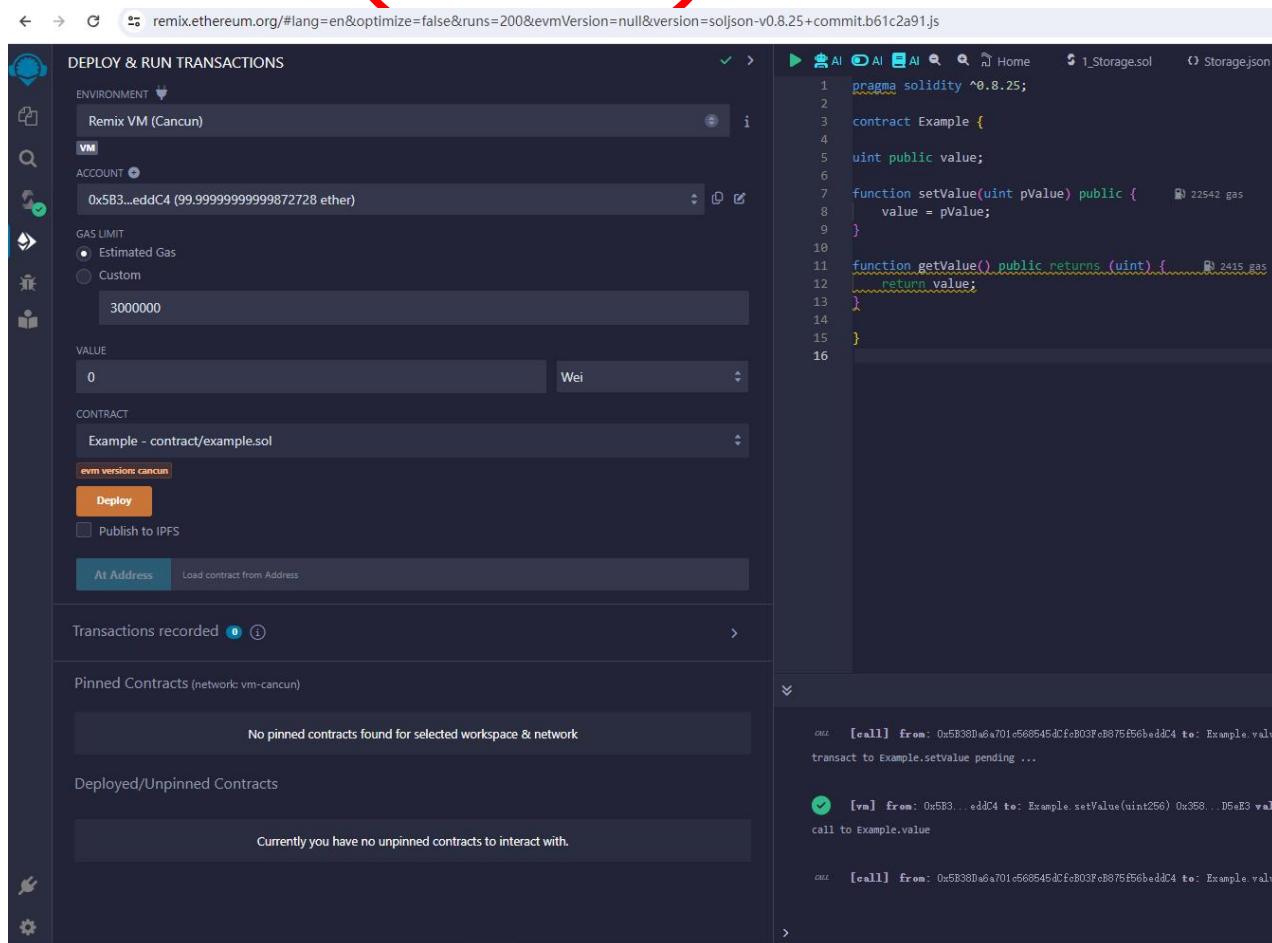 remix.ethereum.org/#lang=en&optimize=false&runs=200&evmVersion=null&version=soljson-v0.8.25+commit.b61c2a91.js
DEPLOY & RUN TRANSACTIONS
ENVIRONMENT
Remix VM (Cancun)
VM
ACCOUNT
0x5B3...eddC4 (99.99999999999872728 ether)
GAS LIMIT
Estimated Gas
Custom
3000000
VALUE
0
Wei
CONTRACT
Example - contract/example.sol
evm version: cancun
Deploy
Publish to IPFS
At Address Load contract from Address
Transactions recorded 0 i
Pinned Contracts (network: vm-cancun)
No pinned contracts found for selected workspace & network
Deployed/Unpinned Contracts
Currently you have no unpinned contracts to interact with.
AI AI AI Home 1_Storage.sol Storage.json
1 pragma solidity ^0.8.25;
2
3 contract Example {
4
5 uint public value;
6
7 function setValue(uint pValue) public { 22542 gas
8 value = pValue;
9 }
10
11 function getValue() public returns (uint) { 2415 gas
12 return value;
13 }
14
15 }
16
CALL [call] from: 0x5B38Da6a701c568545dCfcB03FcB875f56beddC4 to: Example.valu
transact to Example.setValue pending ...
[vm] from: 0x5B3...eddC4 to: Example.setValue(uint256) 0x358...D5eE3 val
call to Example.value
CALL [call] from: 0x5B38Da6a701c568545dCfcB03FcB875f56beddC4 to: Example.valu
>